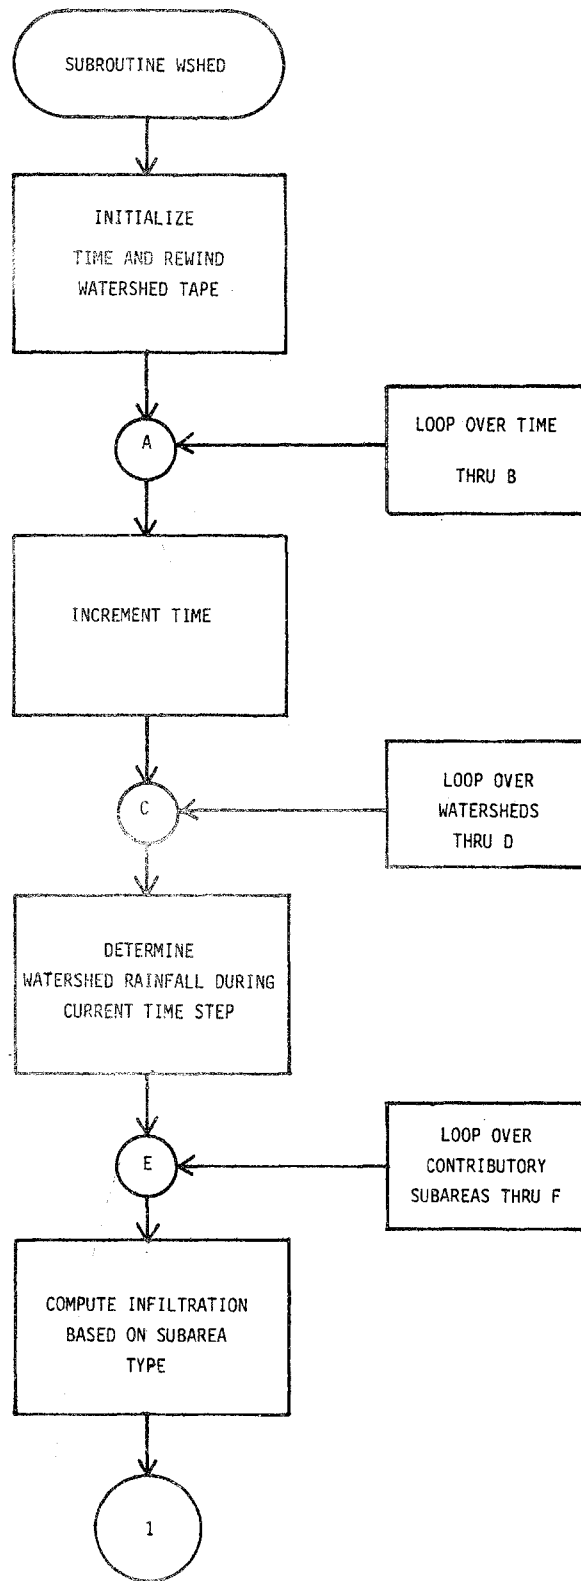 SUBROUTINE WSHED
INITIALIZE
TIME AND REWIND
WATERSHED TAPE
A
LOOP OVER TIME
THRU B
INCREMENT TIME
C
LOOP OVER
WATERSHEDS
THRU D
DETERMINE
WATERSHED RAINFALL DURING
CURRENT TIME STEP
E
LOOP OVER
CONTRIBUTORY
SUBAREAS THRU F
COMPUTE INFILTRATION
BASED ON SUBAREA
TYPE
1